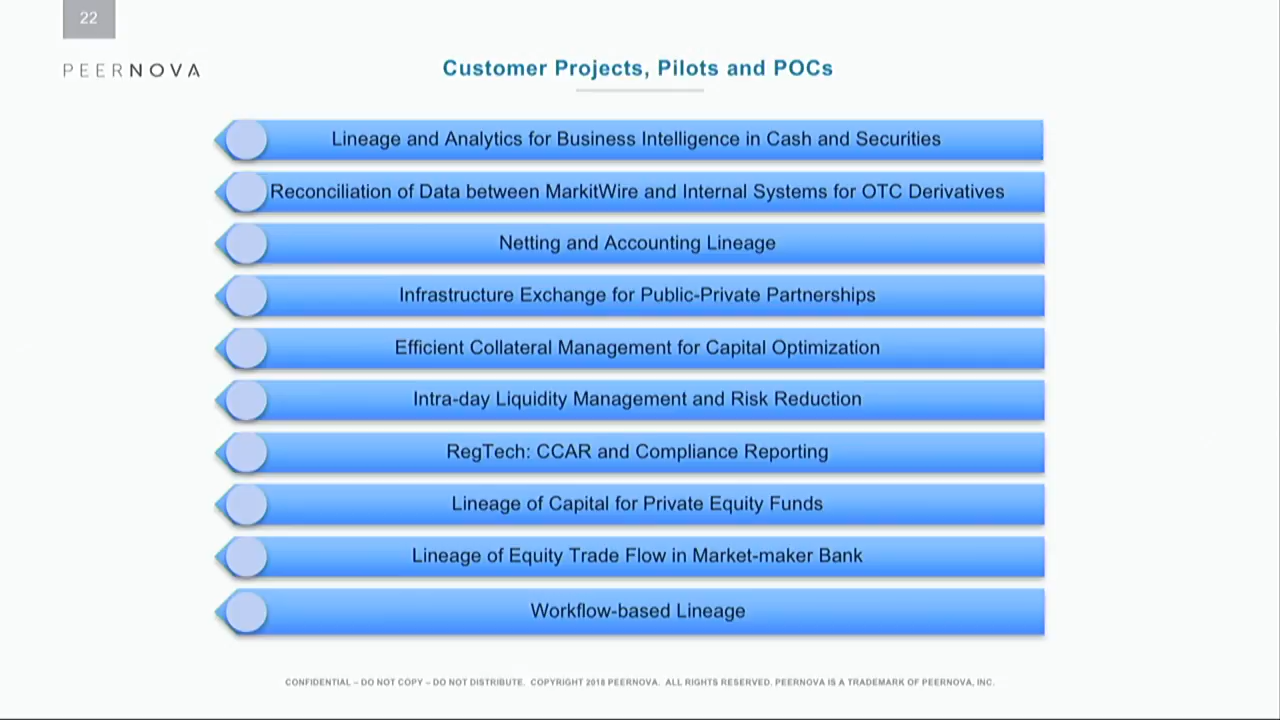 22
PEERNOVA
Customer Projects, Pilots and POCs
Lineage and Analytics for Business Intelligence in Cash and Securities
Reconciliation of Data between MarkitWire and Internal Systems for OTC Derivatives
Netting and Accounting Lineage
Infrastructure Exchange for Public-Private Partnerships
Efficient Collateral Management for Capital Optimization
Intra-day Liquidity Management and Risk Reduction
RegTech: CCAR and Compliance Reporting
Lineage of Capital for Private Equity Funds
Lineage of Equity Trade Flow in Market-maker Bank
Workflow-based Lineage
CONFIDENTIAL – DO NOT COPY – DO NOT DISTRIBUTE. COPYRIGHT 2018 PEERNOVA. ALL RIGHTS RESERVED. PEERNOVA IS A TRADEMARK OF PEERNOVA, INC.